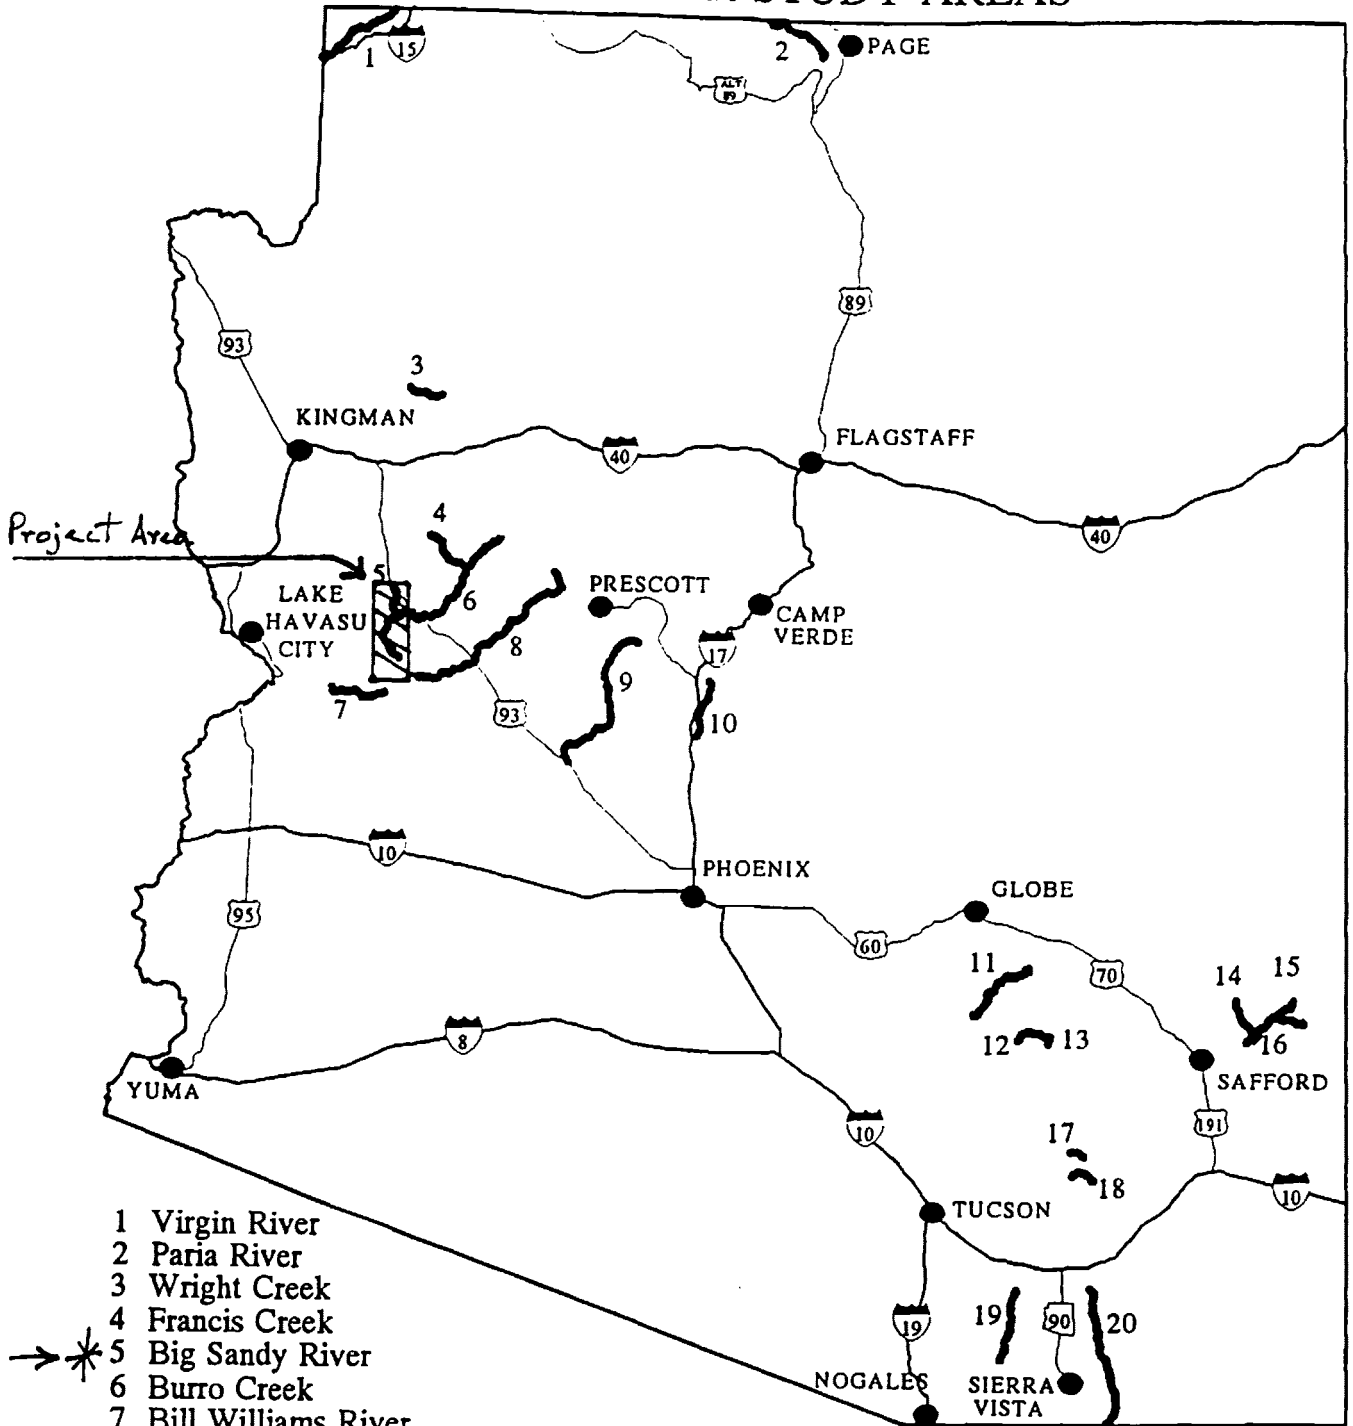 STUDY AREAS
1
15
2
PAGE
ALT
89
89
93
3
KINGMAN
40
FLAGSTAFF
40
Project Area
4
5
6
LAKE
HAVASU
CITY
PRESCOTT
CAMP
VERDE
17
8
9
7
93
10
10
PHOENIX
GLOBE
95
60
11
70
14
15
12
13
16
8
YUMA
SAFFORD
10
191
17
18
10
TUCSON
1 Virgin River
2 Paria River
3 Wright Creek
4 Francis Creek
→ * 5 Big Sandy River
6 Burro Creek
7 Bill Williams River
19
19
90
20
NOGALES
SIERRA
VISTA